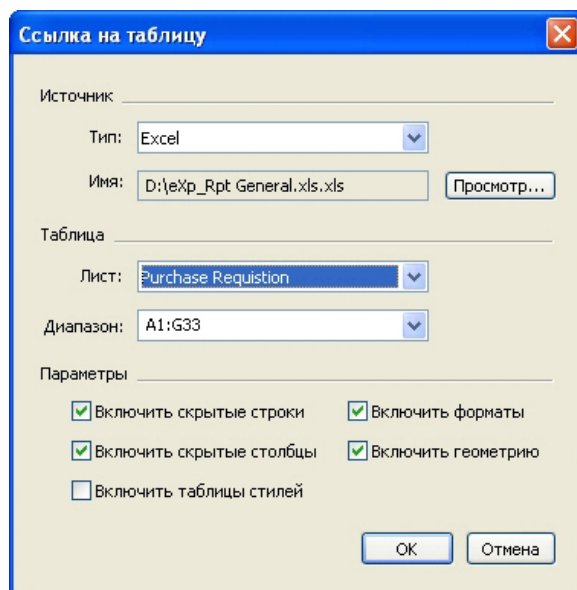 Ссылка на таблицу
Источник
Тип: Excel
Имя: D:\eXp_Rpt General.xls.xls Просмотр...
Таблица
Лист: Purchase Requistion
Диапазон: A1:G33
Параметры
Включить скрытые строки Включить форматы
Включить скрытые столбцы Включить геометрию
Включить таблицы стилей
OK Отмена